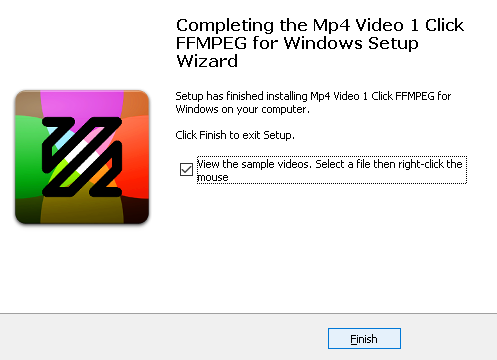 Completing the Mp4 Video 1 Click
FFMPEG for Windows Setup
Wizard
Setup has finished installing Mp4 Video 1 Click FFMPEG for
Windows on your computer.
Click Finish to exit Setup.
View the sample videos. Select a file then right-click the
mouse
Finish